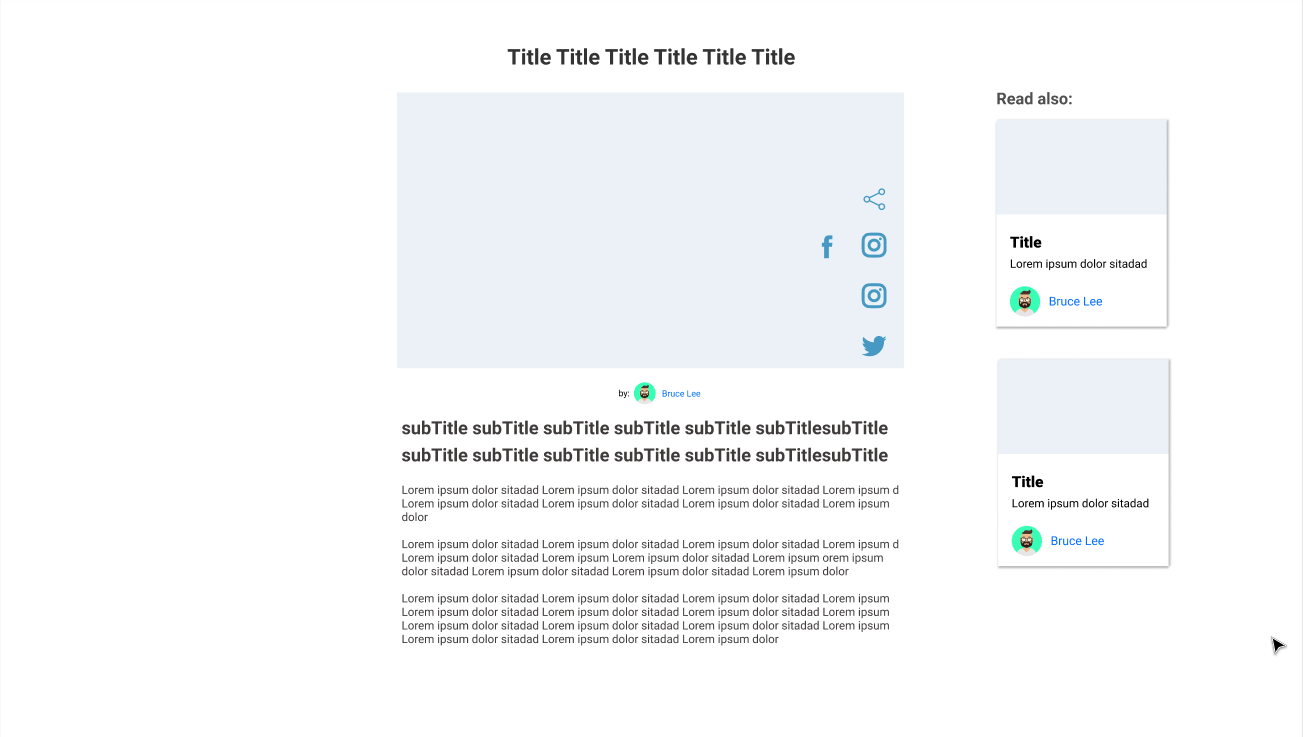 Title Title Title Title Title Title
by: Bruce Lee
subTitle subTitle subTitle subTitle subTitle subTitlesubTitle
subTitle subTitle subTitle subTitle subTitle subTitlesubTitle
Lorem ipsum dolor sitadad Lorem ipsum dolor sitadad Lorem ipsum dolor sitadad Lorem ipsum d
Lorem ipsum dolor sitadad Lorem ipsum dolor sitadad Lorem ipsum dolor sitadad Lorem ipsum
dolor
Lorem ipsum dolor sitadad Lorem ipsum dolor sitadad Lorem ipsum dolor sitadad Lorem ipsum d
Lorem ipsum dolor sitadad Lorem ipsum Lorem ipsum dolor sitadad Lorem ipsum orem ipsum
dolor sitadad Lorem ipsum dolor sitadad Lorem ipsum dolor sitadad Lorem ipsum dolor
Lorem ipsum dolor sitadad Lorem ipsum dolor sitadad Lorem ipsum dolor sitadad Lorem ipsum
Lorem ipsum dolor sitadad Lorem ipsum dolor sitadad Lorem ipsum dolor sitadad Lorem ipsum
Lorem ipsum dolor sitadad Lorem ipsum dolor sitadad Lorem ipsum dolor sitadad Lorem ipsum
Lorem ipsum dolor sitadad Lorem ipsum dolor sitadad Lorem ipsum dolor
Read also:
Title
Lorem ipsum dolor sitadad
Bruce Lee
Title
Lorem ipsum dolor sitadad
Bruce Lee